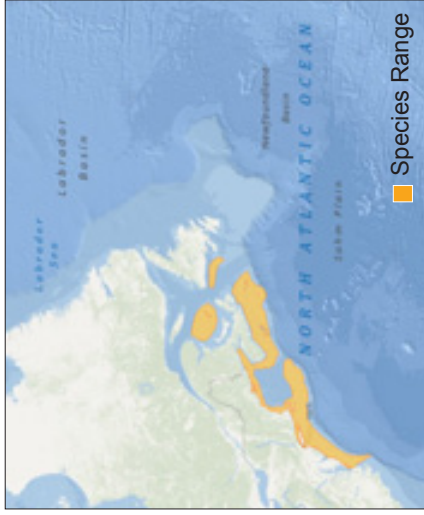 Labrador
Sea
Labrador
Basin
Newfoundland
Basin
NORTH ATLANTIC OCEAN
Sohm Plain
Species Range